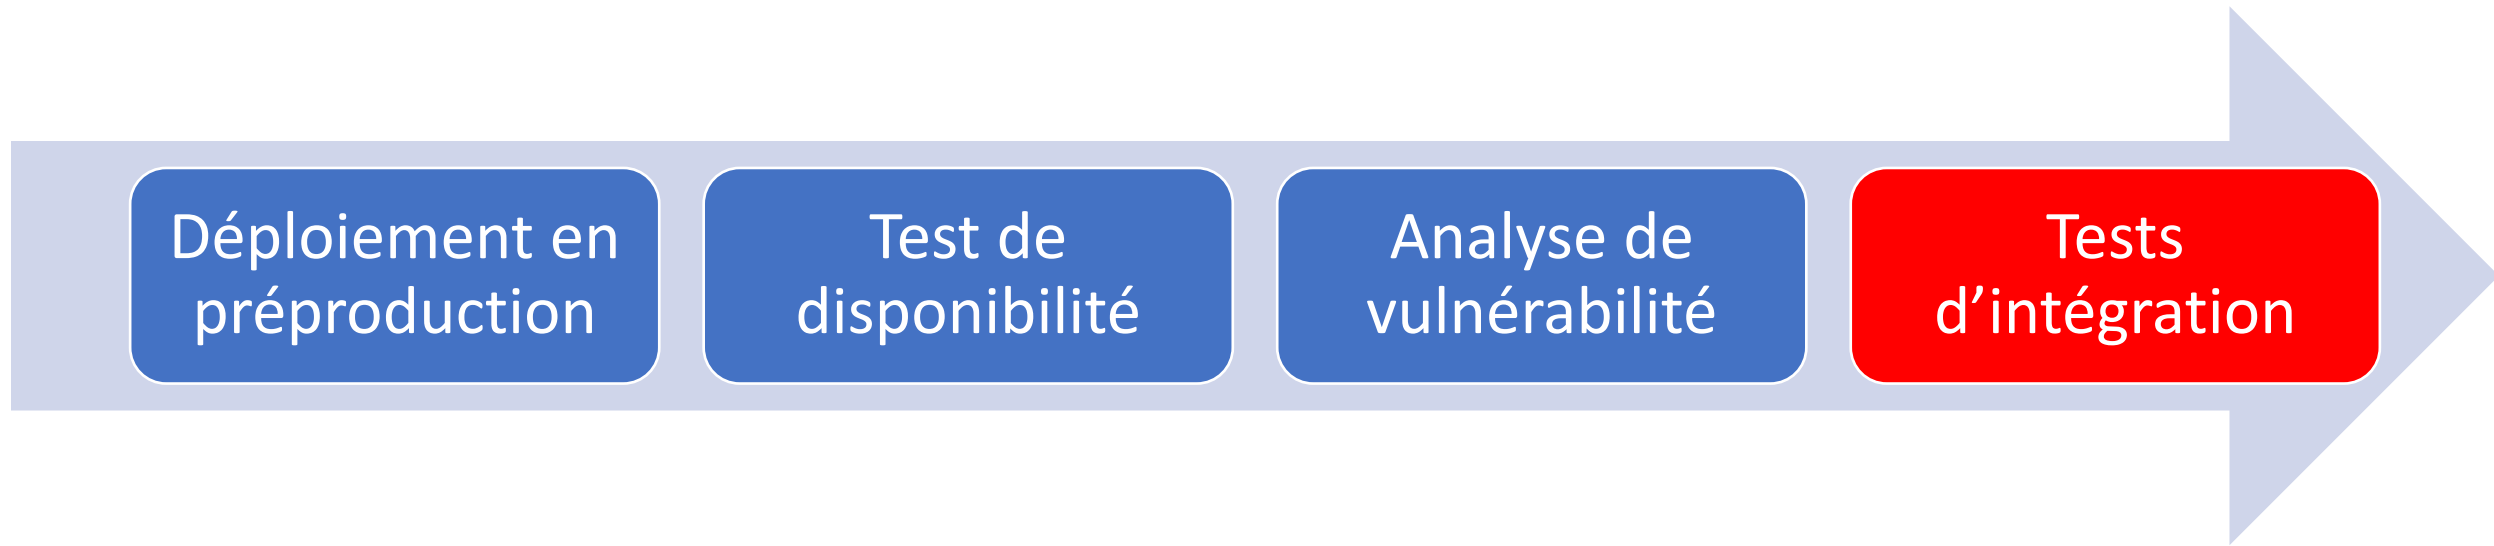 Déploiement en
préproduction
Test de
disponibilité
Analyse de
vulnérabilité
Tests
d’intégration